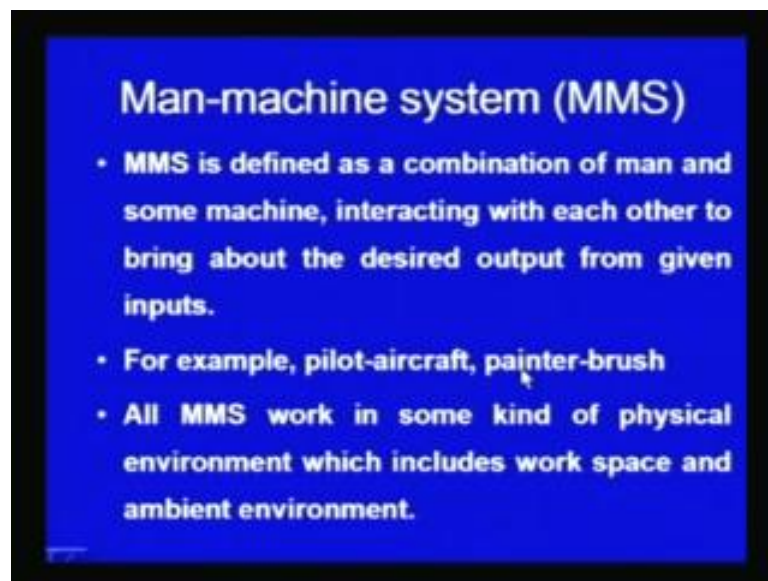 Man-machine system (MMS)
• MMS is defined as a combination of man and
some machine, interacting with each other to
bring about the desired output from given
inputs.
• For example, pilot-aircraft, painter-brush
• All MMS work in some kind of physical
environment which includes work space and
ambient environment.